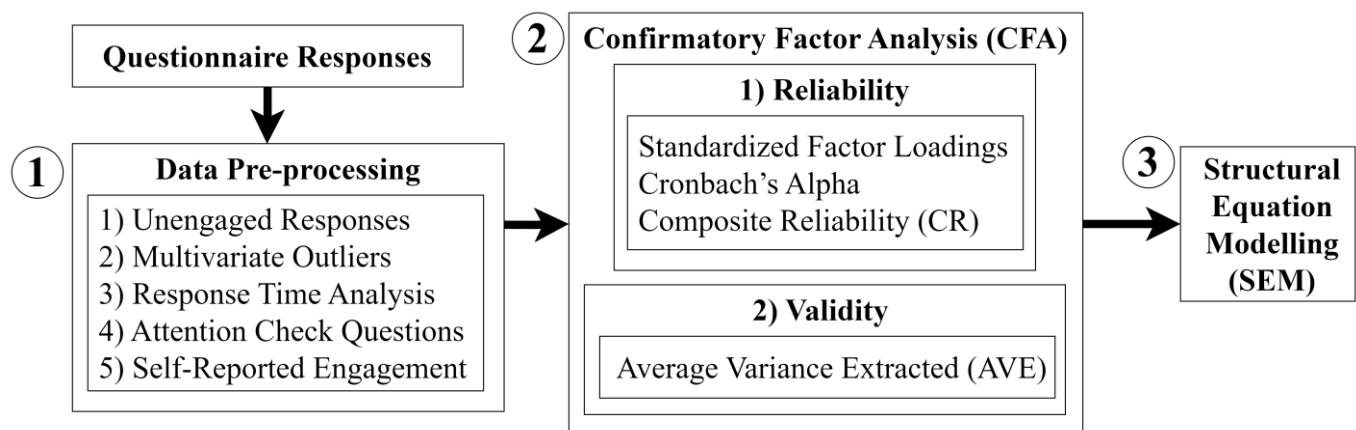 Questionnaire Responses
1
Data Pre-processing
1) Unengaged Responses
2) Multivariate Outliers
3) Response Time Analysis
4) Attention Check Questions
5) Self-Reported Engagement
2
Confirmatory Factor Analysis (CFA)
1) Reliability
Standardized Factor Loadings
Cronbach’s Alpha
Composite Reliability (CR)
2) Validity
Average Variance Extracted (AVE)
3
Structural
Equation
Modelling
(SEM)